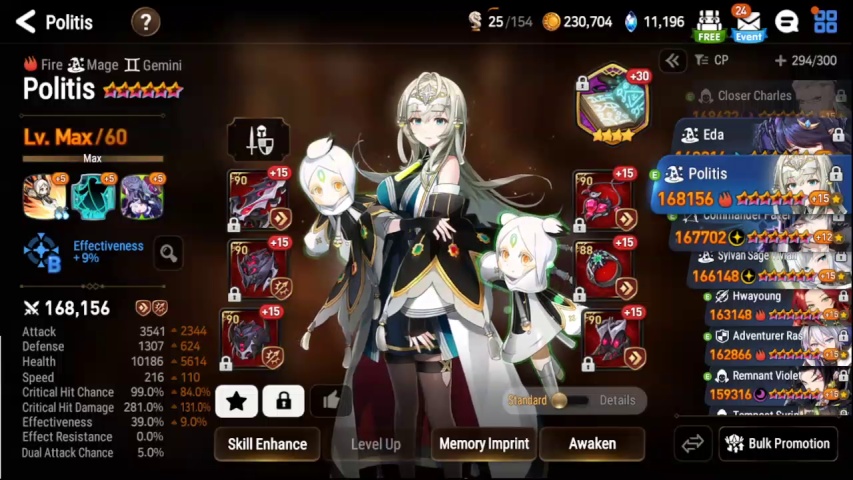 Politis ?
25/154 230,704 11,196 FREE 24 Event
Fire Mage Gemini
Politis
Lv. Max/60
Max
+5 +5 +5
B Effectiveness
+ 9%
168,156
Attack 3541 2344
Defense 1307 624
Health 10186 5614
Speed 216 110
Critical Hit Chance 99.0% 84.0%
Critical Hit Damage 281.0% 131.0%
Effectiveness 39.0% 9.0%
Effect Resistance 0.0%
Dual Attack Chance 5.0%
90 +15
90 +15
90 +15
+30
+15
88 +15
90 +15
Standard Details
Skill Enhance Level Up Memory Imprint Awaken
CP + 294/300
Closer Charles
Eda
E Politis
168156 +15
167702 +12
Sylvan Sage
166148 +15
E Hwayoung
163148 +15
E Adventurer Ras
162866 +15
E Remnant Violet
159316 +15
Bulk Promotion